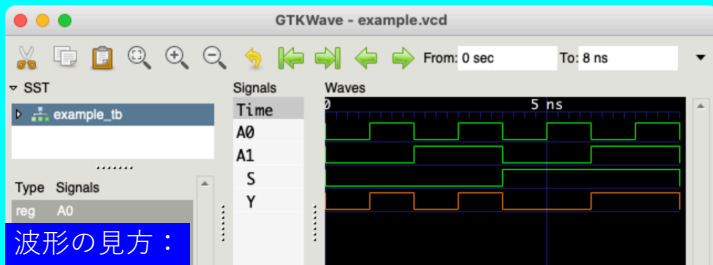 GTKWave - example.vcd
From: 0 sec To: 8 ns
SST
example_tb
Type Signals
reg A0
波形の見方：
Signals
Time
A0
A1
S
Y
Waves
0 5 ns